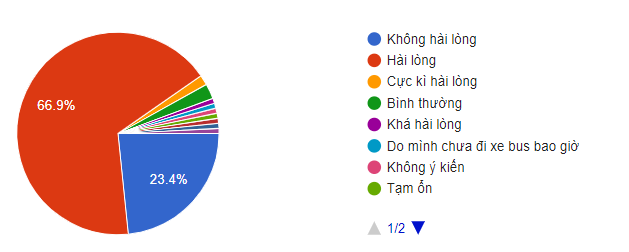 66.9%
23.4%
Không hài lòng
Hài lòng
Cực kì hài lòng
Bình thường
Khá hài lòng
Do mình chưa đi xe bus bao giờ
Không ý kiến
Tạm ổn
1/2